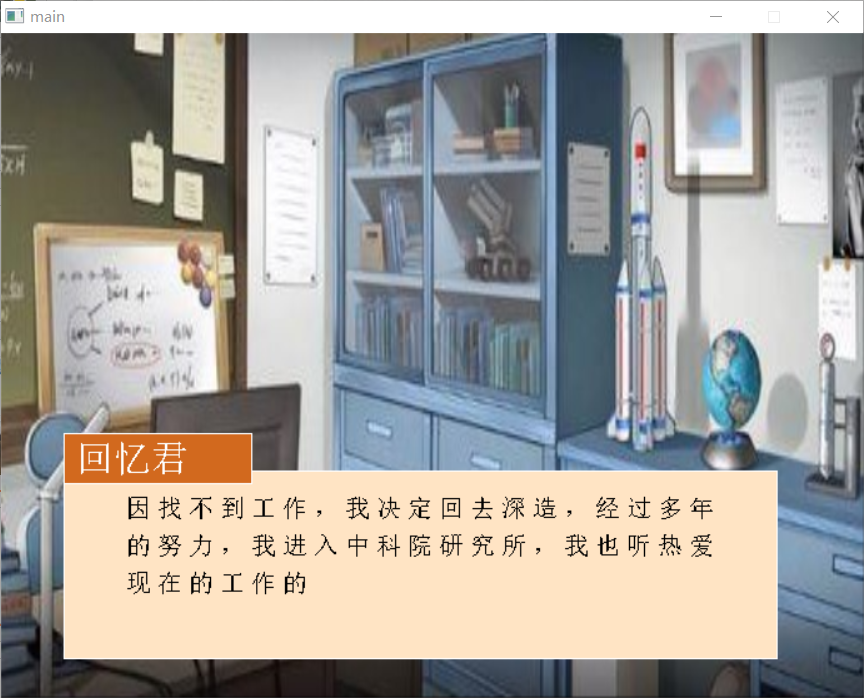 main
回忆君
因找不到工作，我决定回去深造，经过多年
的努力，我进入中科院研究所，我也听热爱
现在的工作的